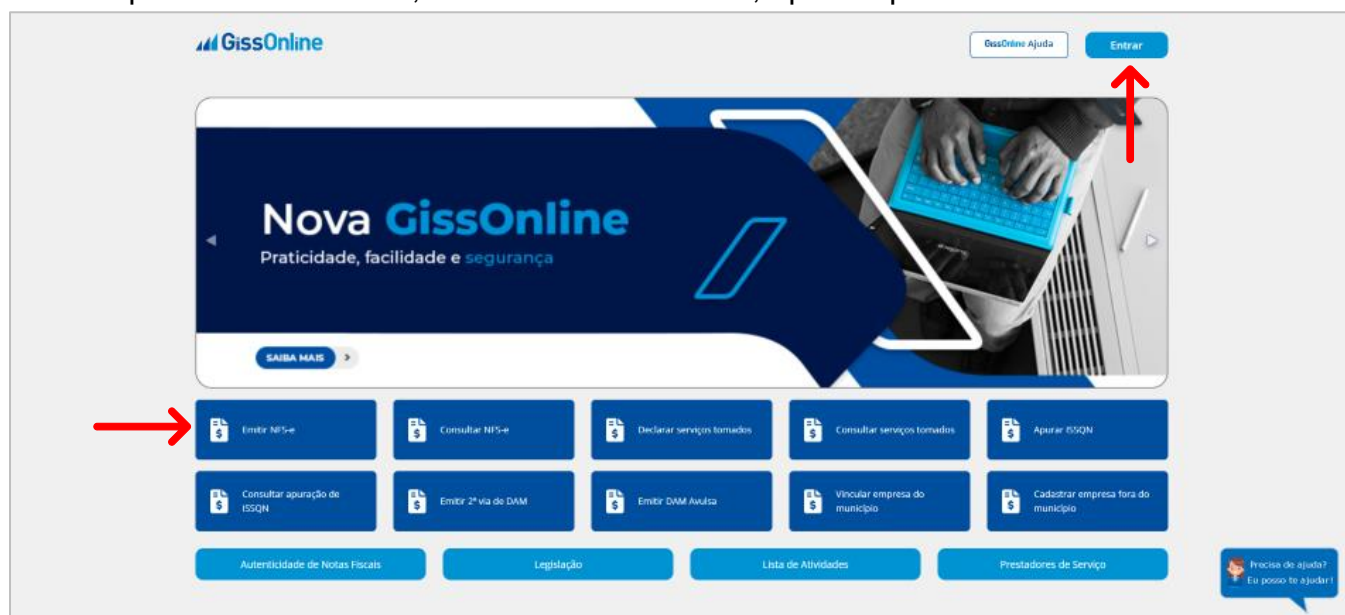 GissOnline
GissOnline Ajuda
Entrar
Nova GissOnline
Praticidade, facilidade e segurança
SAIBA MAIS
Emitir NFS-e
Consultar NFS-e
Declarar serviços tomados
Consultar serviços tomados
Apurar ISSQN
Consultar apuração de
ISSQN
Emitir 2ª via de DAM
Emitir DAM Avulsa
Vincular empresa do
município
Cadastrar empresa fora do
município
Autenticidade de Notas Fiscais
Legislação
Lista de Atividades
Prestadores de Serviço
Precisa de ajuda?
Eu posso te ajudar!